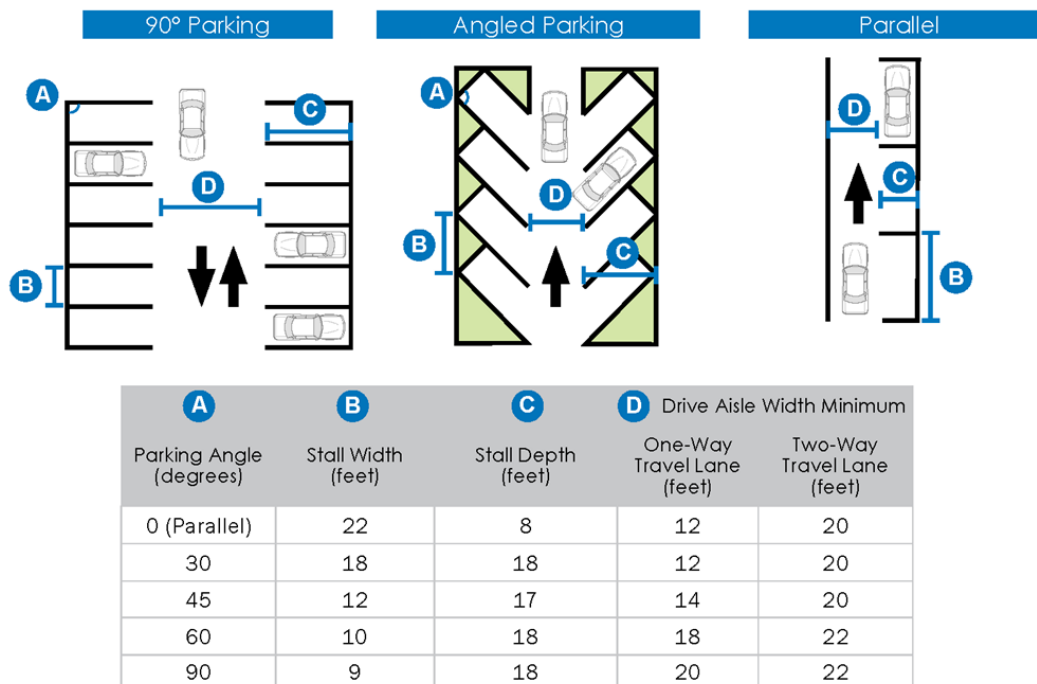 90° Parking
Angled Parking
Parallel
A
C
D
B
A
D
B
C
D
C
B
A
B
C
D Drive Aisle Width Minimum
Parking Angle
(degrees)
Stall Width
(feet)
Stall Depth
(feet)
One-Way
Travel Lane
(feet)
Two-Way
Travel Lane
(feet)
0 (Parallel) 22 8 12 20
30 18 18 12 20
45 12 17 14 20
60 10 18 18 22
90 9 18 20 22